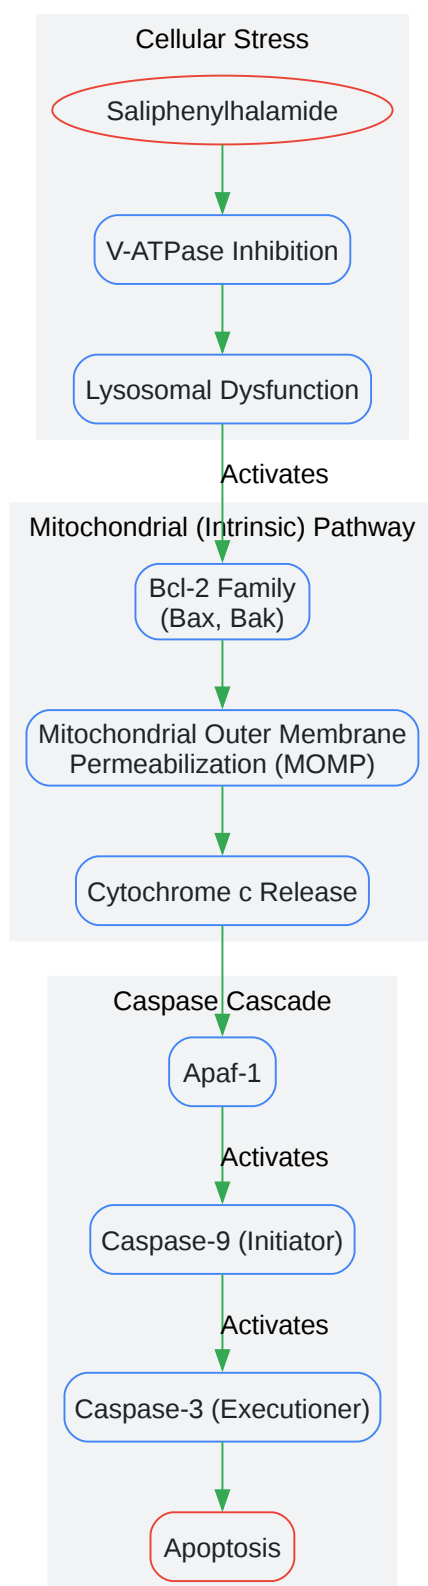 Cellular Stress
Saliphenylhalamide
V-ATPase Inhibition
Lysosomal Dysfunction
Activates
Mitochondrial (Intrinsic) Pathway
Bcl-2 Family
(Bax, Bak)
Mitochondrial Outer Membrane
Permeabilization (MOMP)
Cytochrome c Release
Caspase Cascade
Apaf-1
Activates
Caspase-9 (Initiator)
Activates
Caspase-3 (Executioner)
Apoptosis